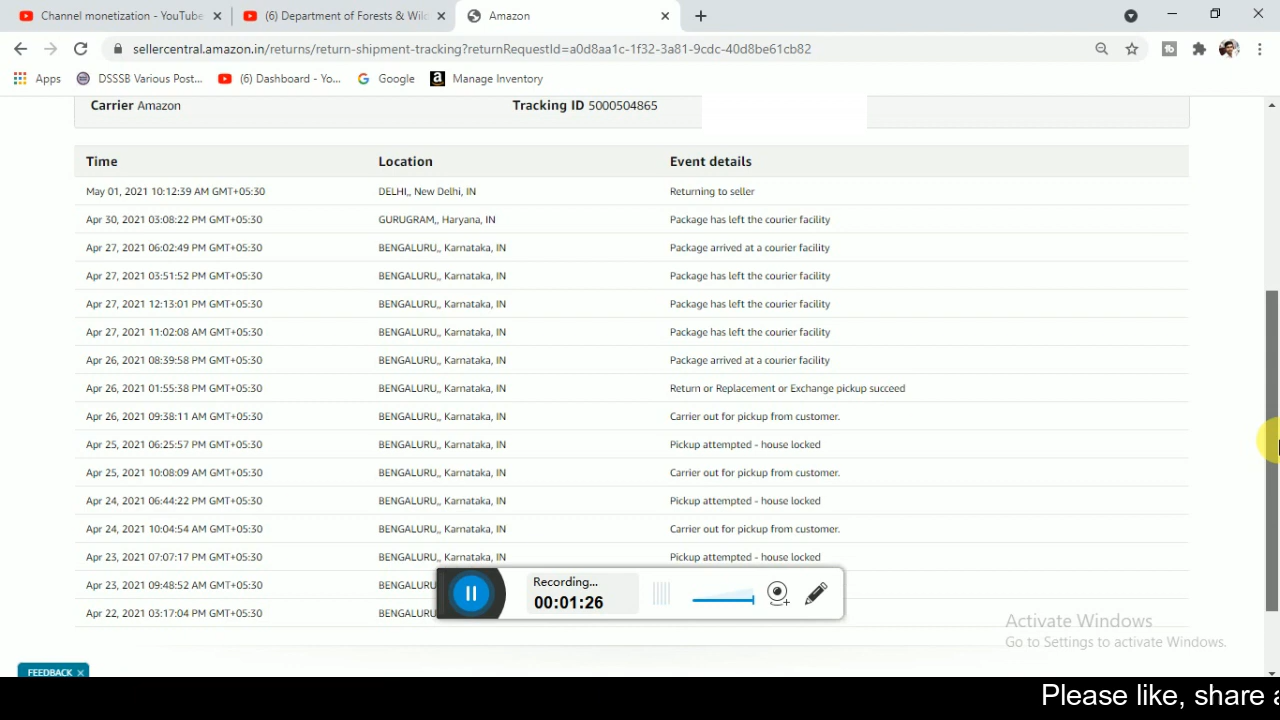 Channel monetization - YouTube
(6) Department of Forests & Wil
Amazon
sellercentral.amazon.in/returns/return-shipment-tracking?returnRequestId=a0d8aa1c-1f32-3a81-9cdc-40d8be61cb82
Apps DSSSB Various Post... (6) Dashboard - Yo... Google Manage Inventory
Carrier Amazon Tracking ID 5000504865
Time Location Event details
May 01, 2021 10:12:39 AM GMT+05:30 DELHI,, New Delhi, IN Returning to seller
Apr 30, 2021 03:08:22 PM GMT+05:30 GURUGRAM,, Haryana, IN Package has left the courier facility
Apr 27, 2021 06:02:49 PM GMT+05:30 BENGALURU,, Karnataka, IN Package arrived at a courier facility
Apr 27, 2021 03:51:52 PM GMT+05:30 BENGALURU,, Karnataka, IN Package has left the courier facility
Apr 27, 2021 12:13:01 PM GMT+05:30 BENGALURU,, Karnataka, IN Package has left the courier facility
Apr 27, 2021 11:02:08 AM GMT+05:30 BENGALURU,, Karnataka, IN Package has left the courier facility
Apr 26, 2021 08:39:58 PM GMT+05:30 BENGALURU,, Karnataka, IN Package arrived at a courier facility
Apr 26, 2021 01:55:38 PM GMT+05:30 BENGALURU,, Karnataka, IN Return or Replacement or Exchange pickup succeed
Apr 26, 2021 09:38:11 AM GMT+05:30 BENGALURU,, Karnataka, IN Carrier out for pickup from customer.
Apr 25, 2021 06:25:57 PM GMT+05:30 BENGALURU,, Karnataka, IN Pickup attempted - house locked
Apr 25, 2021 10:08:09 AM GMT+05:30 BENGALURU,, Karnataka, IN Carrier out for pickup from customer.
Apr 24, 2021 06:44:22 PM GMT+05:30 BENGALURU,, Karnataka, IN Pickup attempted - house locked
Apr 24, 2021 10:04:54 AM GMT+05:30 BENGALURU,, Karnataka, IN Carrier out for pickup from customer.
Apr 23, 2021 07:07:17 PM GMT+05:30 BENGALURU,, Karnataka, IN Pickup attempted - house locked
Apr 23, 2021 09:48:52 AM GMT+05:30 BENGALURU
Apr 22, 2021 03:17:04 PM GMT+05:30 BENGALURU
Recording...
00:01:26
Activate Windows
Go to Settings to activate Windows.
FEEDBACK
Please like, share a